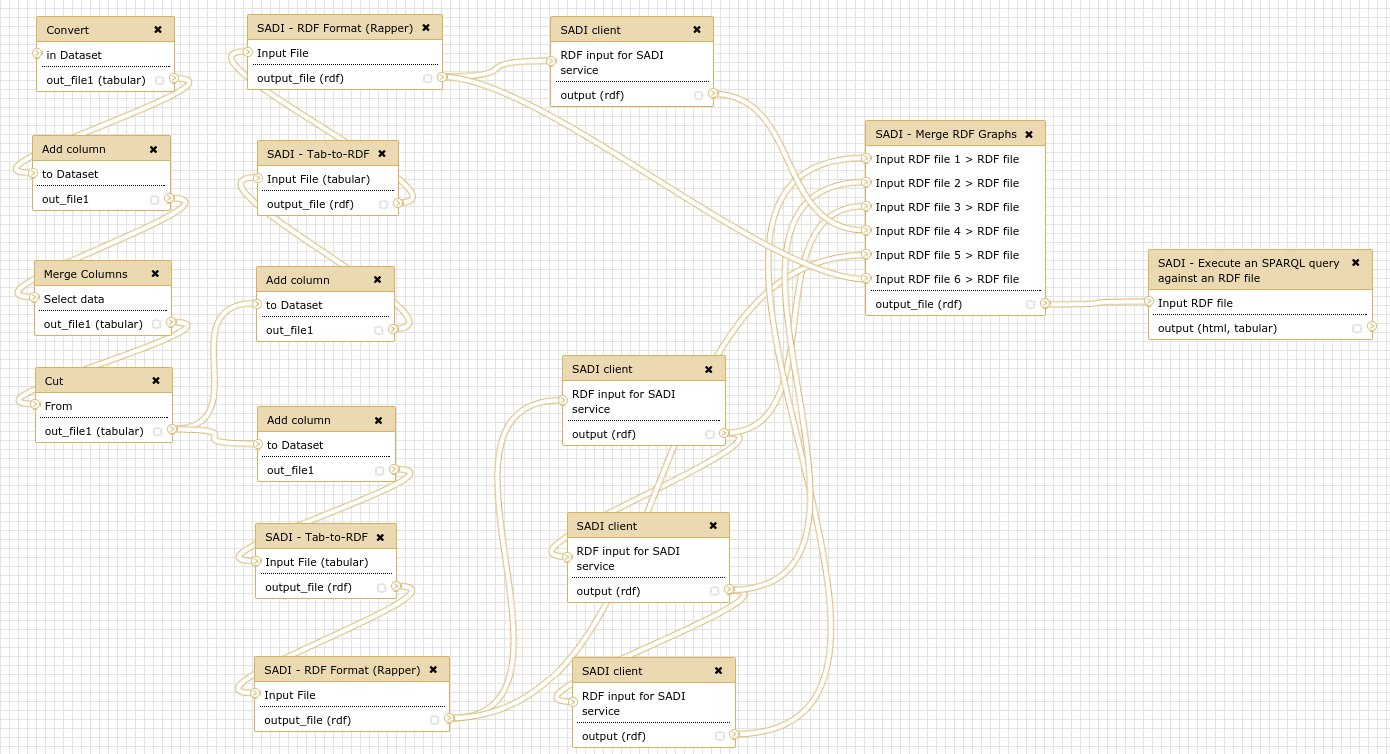 Convert
in Dataset
out_file1 (tabular)
Add column
to Dataset
out_file1
Merge Columns
Select data
out_file1 (tabular)
Cut
From
out_file1 (tabular)
SADI - RDF Format (Rapper)
Input File
output_file (rdf)
SADI - Tab-to-RDF
Input File (tabular)
output_file (rdf)
Add column
to Dataset
out_file1
Add column
to Dataset
out_file1
SADI - Tab-to-RDF
Input File (tabular)
output_file (rdf)
SADI - RDF Format (Rapper)
Input File
output_file (rdf)
SADI client
RDF input for SADI
service
output (rdf)
SADI client
RDF input for SADI
service
output (rdf)
SADI client
RDF input for SADI
service
output (rdf)
SADI client
RDF input for SADI
service
output (rdf)
SADI - Merge RDF Graphs
Input RDF file 1 > RDF file
Input RDF file 2 > RDF file
Input RDF file 3 > RDF file
Input RDF file 4 > RDF file
Input RDF file 5 > RDF file
Input RDF file 6 > RDF file
output_file (rdf)
SADI - Execute an SPARQL query
against an RDF file
Input RDF file
output (html, tabular)